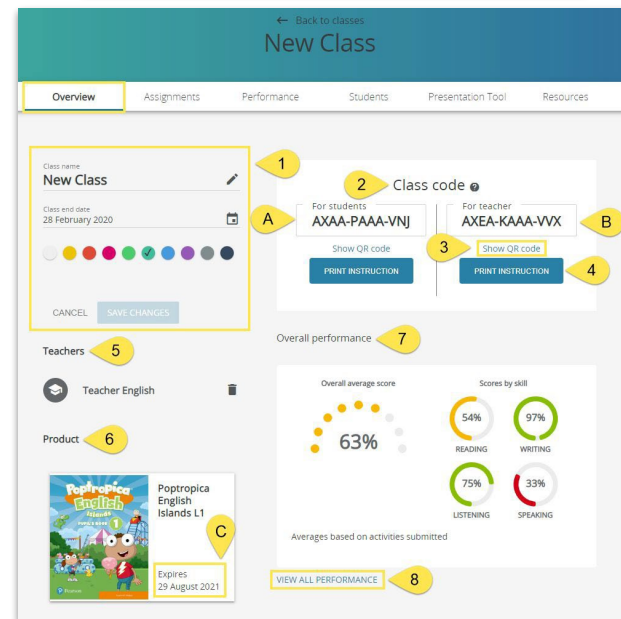 ← Back to classes
New Class
Overview
Assignments
Performance
Students
Presentation Tool
Resources
Class name
New Class
1
Class end date
28 February 2020
CANCEL
SAVE CHANGES
2
Class code
A
For students
AXAA-PAAA-VNJ
For teacher
AXEA-KAAA-VVX
B
Show QR code
3
Show QR code
PRINT INSTRUCTION
PRINT INSTRUCTION
4
Teachers
5
Teacher English
Product
6
Poptropica
English
Islands
PUPIL'S BOOK 1
Pearson
Poptropica
English
Islands L1
C
Expires
29 August 2021
Overall performance
7
Overall average score
63%
Scores by skill
54%
READING
97%
WRITING
75%
LISTENING
33%
SPEAKING
Averages based on activities submitted
VIEW ALL PERFORMANCE
8